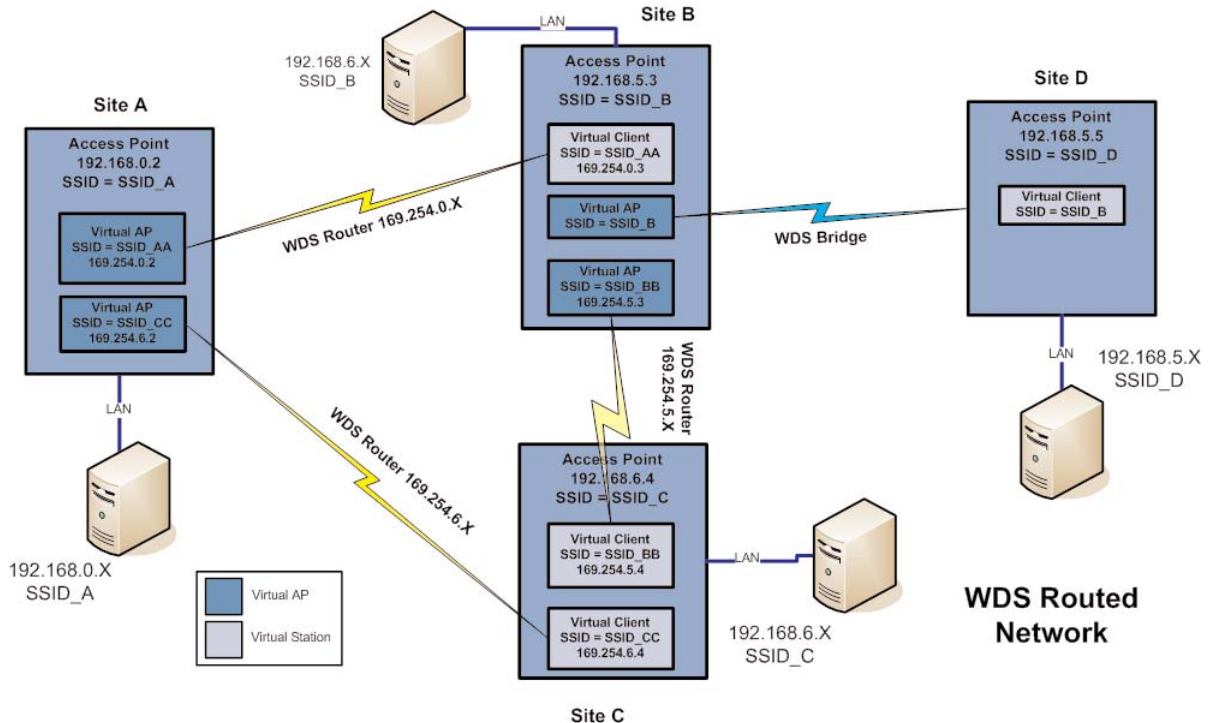 Site B
LAN
192.168.6.X
SSID_B
Access Point
192.168.5.3
SSID = SSID_B
Virtual Client
SSID = SSID_AA
169.254.0.3
Virtual AP
SSID = SSID_B
Virtual AP
SSID = SSID_BB
169.254.5.3
Site A
Access Point
192.168.0.2
SSID = SSID_A
Virtual AP
SSID = SSID_AA
169.254.0.2
Virtual AP
SSID = SSID_CC
169.254.6.2
LAN
192.168.0.X
SSID_A
WDS Router 169.254.0.X
WDS Bridge
Site D
Access Point
192.168.5.5
SSID = SSID_D
Virtual Client
SSID = SSID_B
LAN
192.168.5.X
SSID_D
WDS Router
169.254.5.X
WDS Router 169.254.6.X
Access Point
192.168.6.4
SSID = SSID_C
Virtual Client
SSID = SSID_BB
169.254.5.4
Virtual Client
SSID = SSID_CC
169.254.6.4
LAN
192.168.6.X
SSID_C
Site C
Virtual AP
Virtual Station
WDS Routed
Network